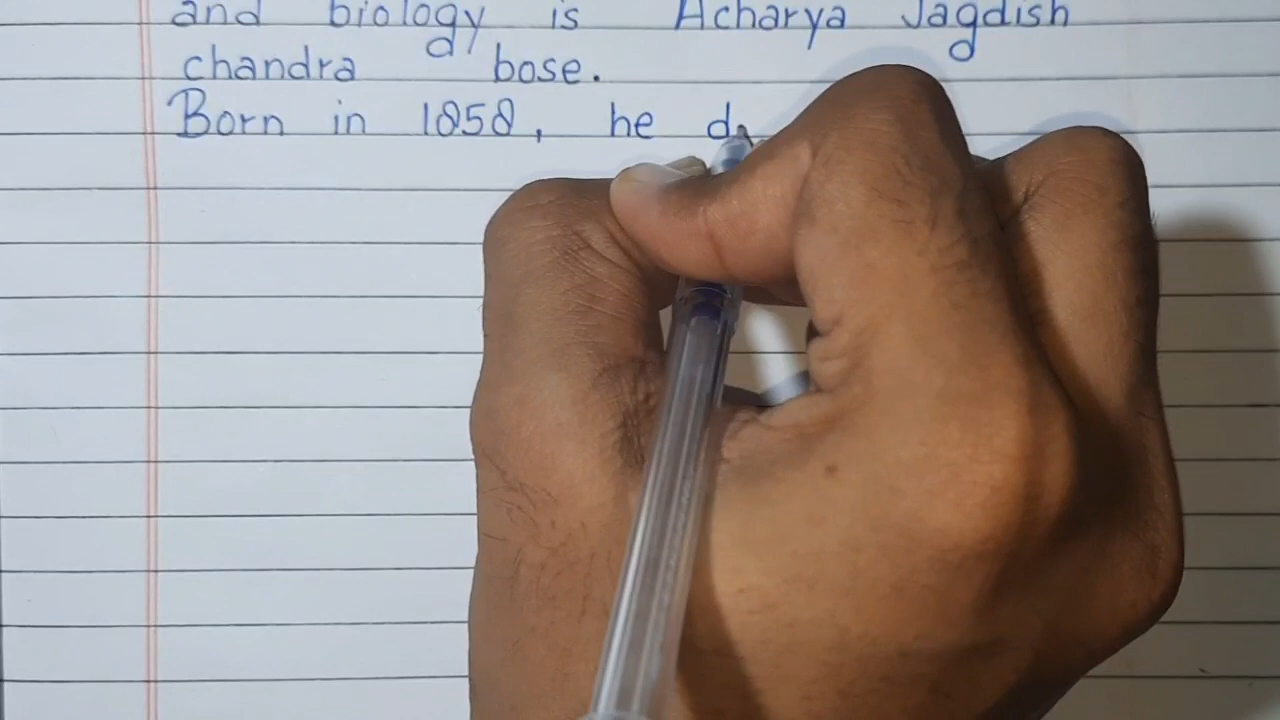 and biology is Acharya Jagdish
chandra bose.
Born in 1858, he d